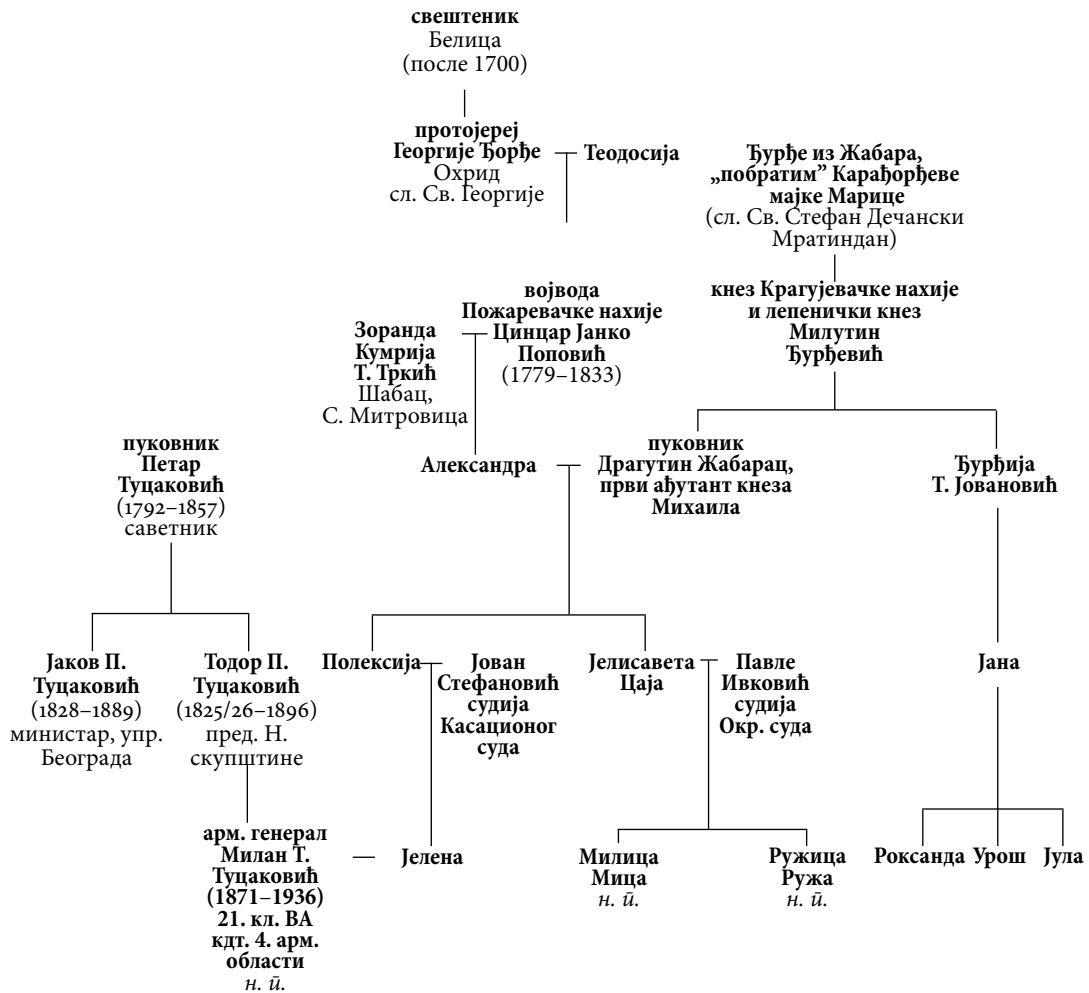 свештеник
Белица
(после 1700)
протојереј
Георгије Ђорђе
Охрид
сл. Св. Георгије
Теодосија
Ђурђе из Жабара,
„побратим” Карађорђеве
мајке Марице
(сл. Св. Стефан Дечански
Мратиндан)
војвода
Пожаревачке нахије
Цинцар Јанко
Поповић
(1779–1833)
Зоранда
Кумрија
Т. Тркић
Шабац,
С. Митровица
кнез Крагујевачке нахије
и лепенички кнез
Милутин
Ђурђевић
пуковник
Петар
Туцаковић
(1792–1857)
саветник
Александра
пуковник
Драгутин Жабарац,
први ађутант кнеза
Михаила
Ђурђија
Т. Јовановић
Јаков П.
Туцаковић
(1828–1889)
министар, упр.
Београда
Тодор П.
Туцаковић
(1825/26–1896)
пред. Н.
скупштине
Полексија
Јован
Стефановић
судија
Касационог
суда
Јелисавета
Цаја
Павле
Ивковић
судија
Окр. суда
Јана
арм. генерал
Милан Т.
Туцаковић
(1871–1936)
21. кл. ВА
кдт. 4. арм.
области
н. п̄.
Јелена
Милица
Мица
н. п̄.
Ружица
Ружа
н. п̄.
Роксанда
Урош
Јула